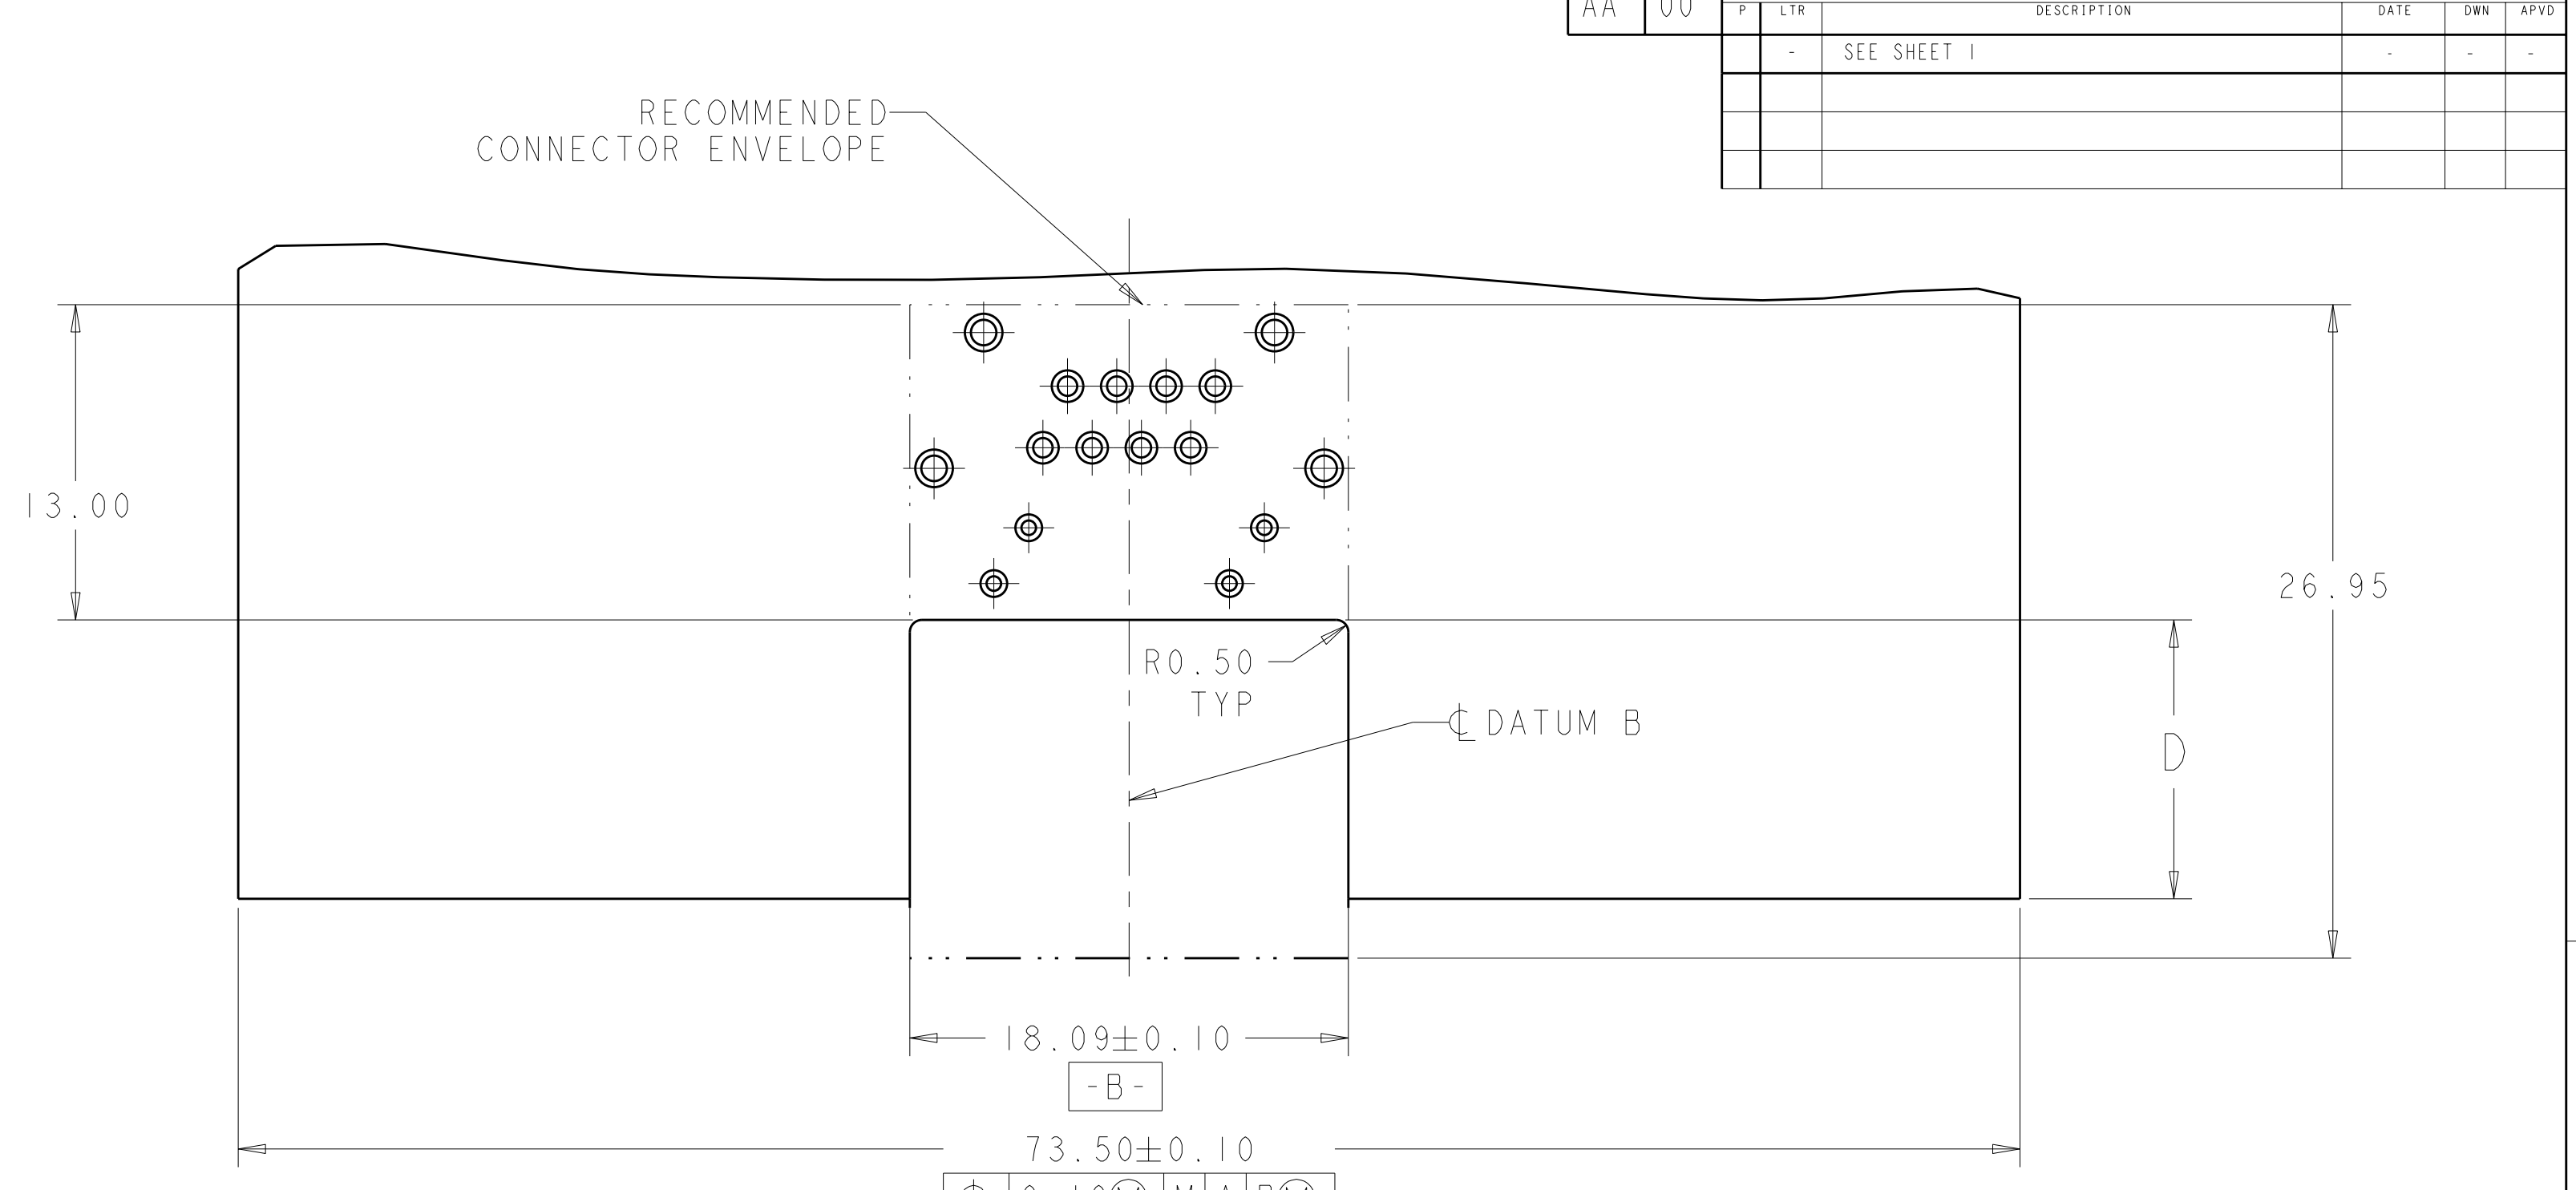 AA 00
P LTR DESCRIPTION DATE DWN APVD
- SEE SHEET 1 - - -
RECOMMENDED
CONNECTOR ENVELOPE
13.00
26.95
R0.50
TYP
℄ DATUM B
D
18.09±0.10
-B-
73.50±0.10